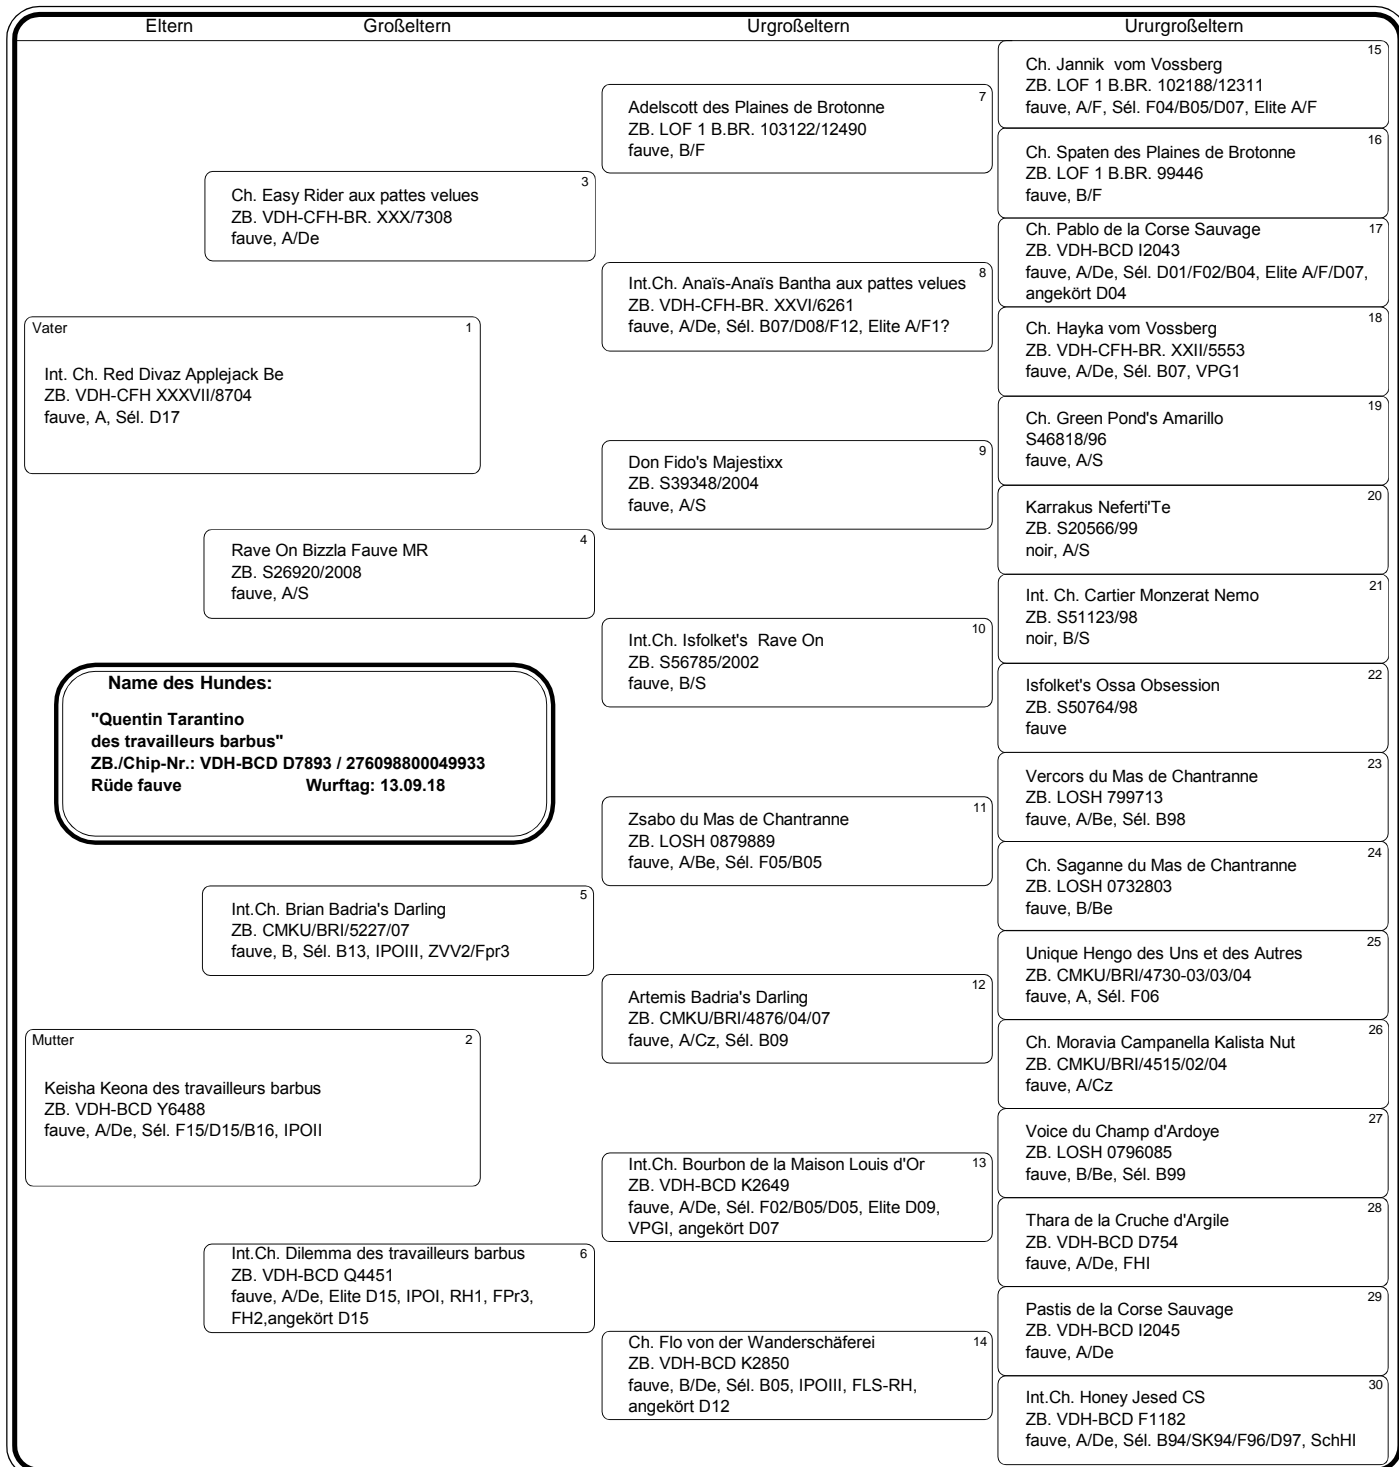 Eltern Großeltern Urgroßeltern Ururgroßeltern
Vater 1
Int. Ch. Red Divaz Applejack Be
ZB. VDH-CFH XXXVII/8704
fauve, A, Sél. D17
Name des Hundes:
"Quentin Tarantino
des travailleurs barbus"
ZB./Chip-Nr.: VDH-BCD D7893 / 276098800049933
Rüde fauve Wurftag: 13.09.18
Mutter 2
Keisha Keona des travailleurs barbus
ZB. VDH-BCD Y6488
fauve, A/De, Sél. F15/D15/B16, IPOII
3
Ch. Easy Rider aux pattes velues
ZB. VDH-CFH-BR. XXX/7308
fauve, A/De
4
Rave On Bizzla Fauve MR
ZB. S26920/2008
fauve, A/S
5
Int.Ch. Brian Badria's Darling
ZB. CMKU/BRI/5227/07
fauve, B, Sél. B13, IPOIII, ZVV2/Fpr3
Int.Ch. Dilemma des travailleurs barbus 6
ZB. VDH-BCD Q4451
fauve, A/De, Elite D15, IPOI, RH1, FPr3,
FH2,angekört D15
7
Adelscott des Plaines de Brotonne
ZB. LOF 1 B.BR. 103122/12490
fauve, B/F
8
Int.Ch. Anaïs-Anaïs Bantha aux pattes velues
ZB. VDH-CFH-BR. XXVI/6261
fauve, A/De, Sél. B07/D08/F12, Elite A/F1?
9
Don Fido's Majestixx
ZB. S39348/2004
fauve, A/S
10
Int.Ch. Isfolket's Rave On
ZB. S56785/2002
fauve, B/S
11
Zsabo du Mas de Chantranne
ZB. LOSH 0879889
fauve, A/Be, Sél. F05/B05
12
Artemis Badria's Darling
ZB. CMKU/BRI/4876/04/07
fauve, A/Cz, Sél. B09
Int.Ch. Bourbon de la Maison Louis d'Or 13
ZB. VDH-BCD K2649
fauve, A/De, Sél. F02/B05/D05, Elite D09,
VPGI, angekört D07
Ch. Flo von der Wanderschäferei 14
ZB. VDH-BCD K2850
fauve, B/De, Sél. B05, IPOIII, FLS-RH,
angekört D12
15
Ch. Jannik vom Vossberg
ZB. LOF 1 B.BR. 102188/12311
fauve, A/F, Sél. F04/B05/D07, Elite A/F
16
Ch. Spaten des Plaines de Brotonne
ZB. LOF 1 B.BR. 99446
fauve, B/F
Ch. Pablo de la Corse Sauvage 17
ZB. VDH-BCD I2043
fauve, A/De, Sél. D01/F02/B04, Elite A/F/D07,
angekört D04
18
Ch. Hayka vom Vossberg
ZB. VDH-CFH-BR. XXII/5553
fauve, A/De, Sél. B07, VPG1
19
Ch. Green Pond's Amarillo
S46818/96
fauve, A/S
20
Karrakus Neferti'Te
ZB. S20566/99
noir, A/S
21
Int. Ch. Cartier Monzerat Nemo
ZB. S51123/98
noir, B/S
22
Isfolket's Ossa Obsession
ZB. S50764/98
fauve
23
Vercors du Mas de Chantranne
ZB. LOSH 799713
fauve, A/Be, Sél. B98
24
Ch. Saganne du Mas de Chantranne
ZB. LOSH 0732803
fauve, B/Be
25
Unique Hengo des Uns et des Autres
ZB. CMKU/BRI/4730-03/03/04
fauve, A, Sél. F06
26
Ch. Moravia Campanella Kalista Nut
ZB. CMKU/BRI/4515/02/04
fauve, A/Cz
27
Voice du Champ d'Ardoye
ZB. LOSH 0796085
fauve, B/Be, Sél. B99
28
Thara de la Cruche d'Argile
ZB. VDH-BCD D754
fauve, A/De, FHI
29
Pastis de la Corse Sauvage
ZB. VDH-BCD I2045
fauve, A/De
30
Int.Ch. Honey Jesed CS
ZB. VDH-BCD F1182
fauve, A/De, Sél. B94/SK94/F96/D97, SchHI